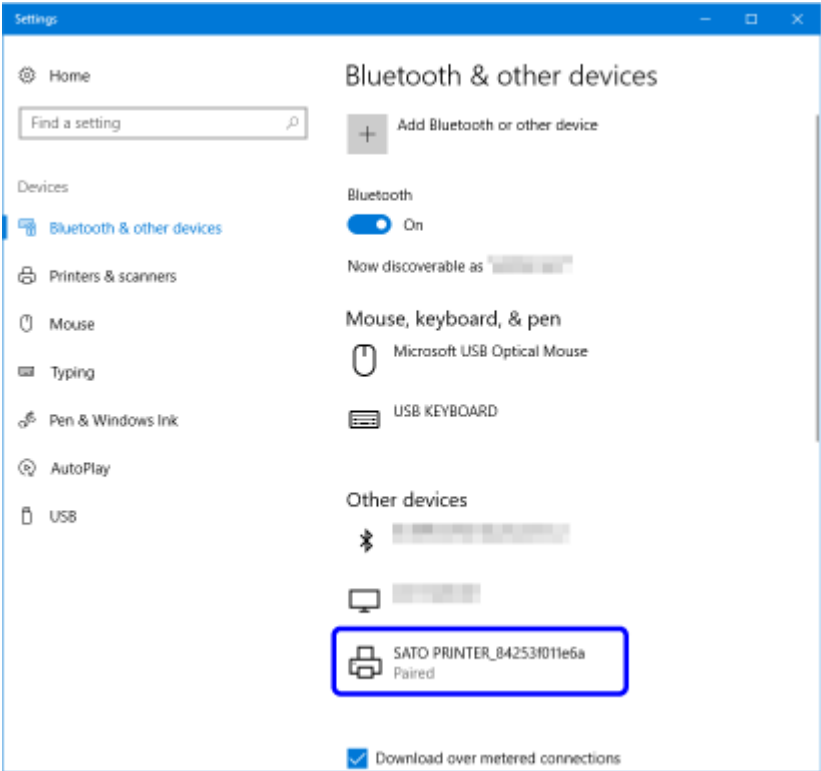 Settings
Home
Find a setting
Devices
Bluetooth & other devices
Printers & scanners
Mouse
Typing
Pen & Windows Ink
AutoPlay
USB
Bluetooth & other devices
Add Bluetooth or other device
Bluetooth
On
Now discoverable as "
Mouse, keyboard, & pen
Microsoft USB Optical Mouse
USB KEYBOARD
Other devices
SATO PRINTER_84253f011e6a
Paired
Download over metered connections